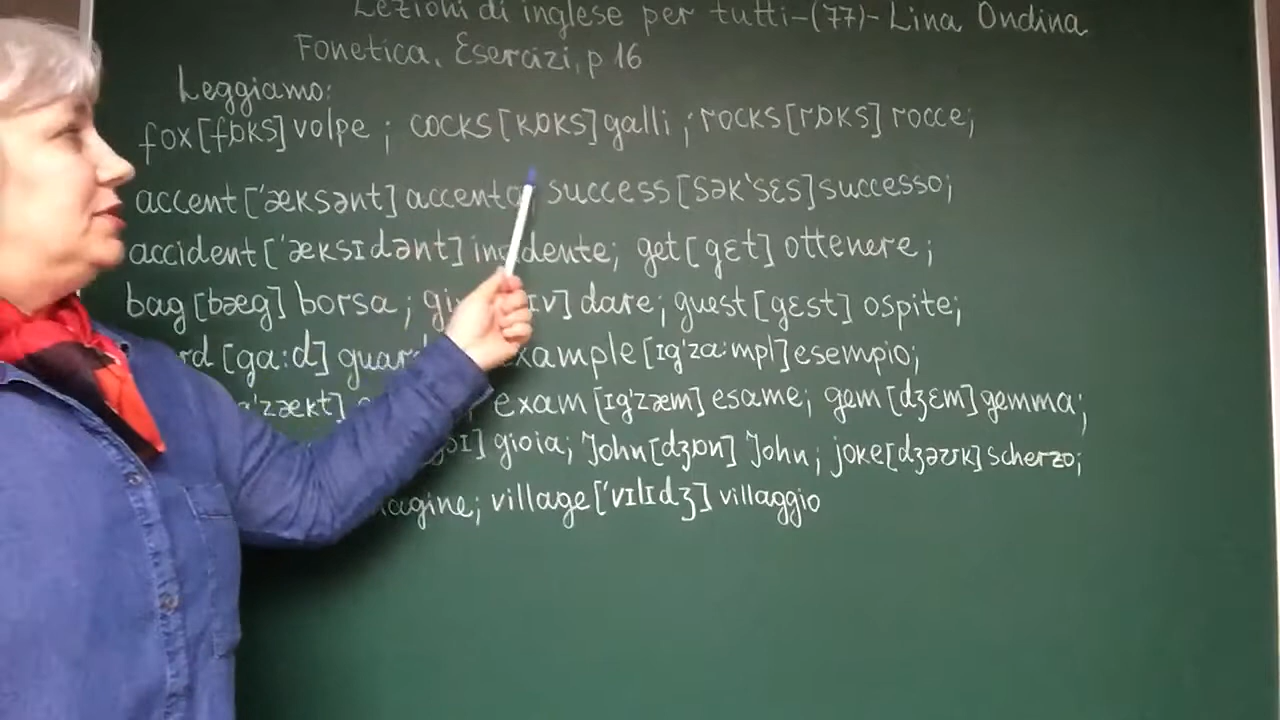 Lezioni di inglese per tutti-(77)-Lina Ondina
Fonetica. Esercizi, p 16
Leggiamo:
fox [fɒks] volpe ; cocks [kɒks] galli ; rocks [rɒks] rocce;
accent ['æksənt] accento success [sək'sɛs] successo;
accident ['æksɪdənt] incidente; get [gɛt] ottenere ;
bag [bæg] borsa ; dare; guest [gɛst] ospite;
[ga:d] [ɪg'za:mpl] esempio;
exam [ɪg'zæm] esame; gem [dʒɛm] gemma;
gioia; John [dʒɒn] John; joke [dʒəʊk] scherzo;
village ['vɪlɪdʒ] villaggio